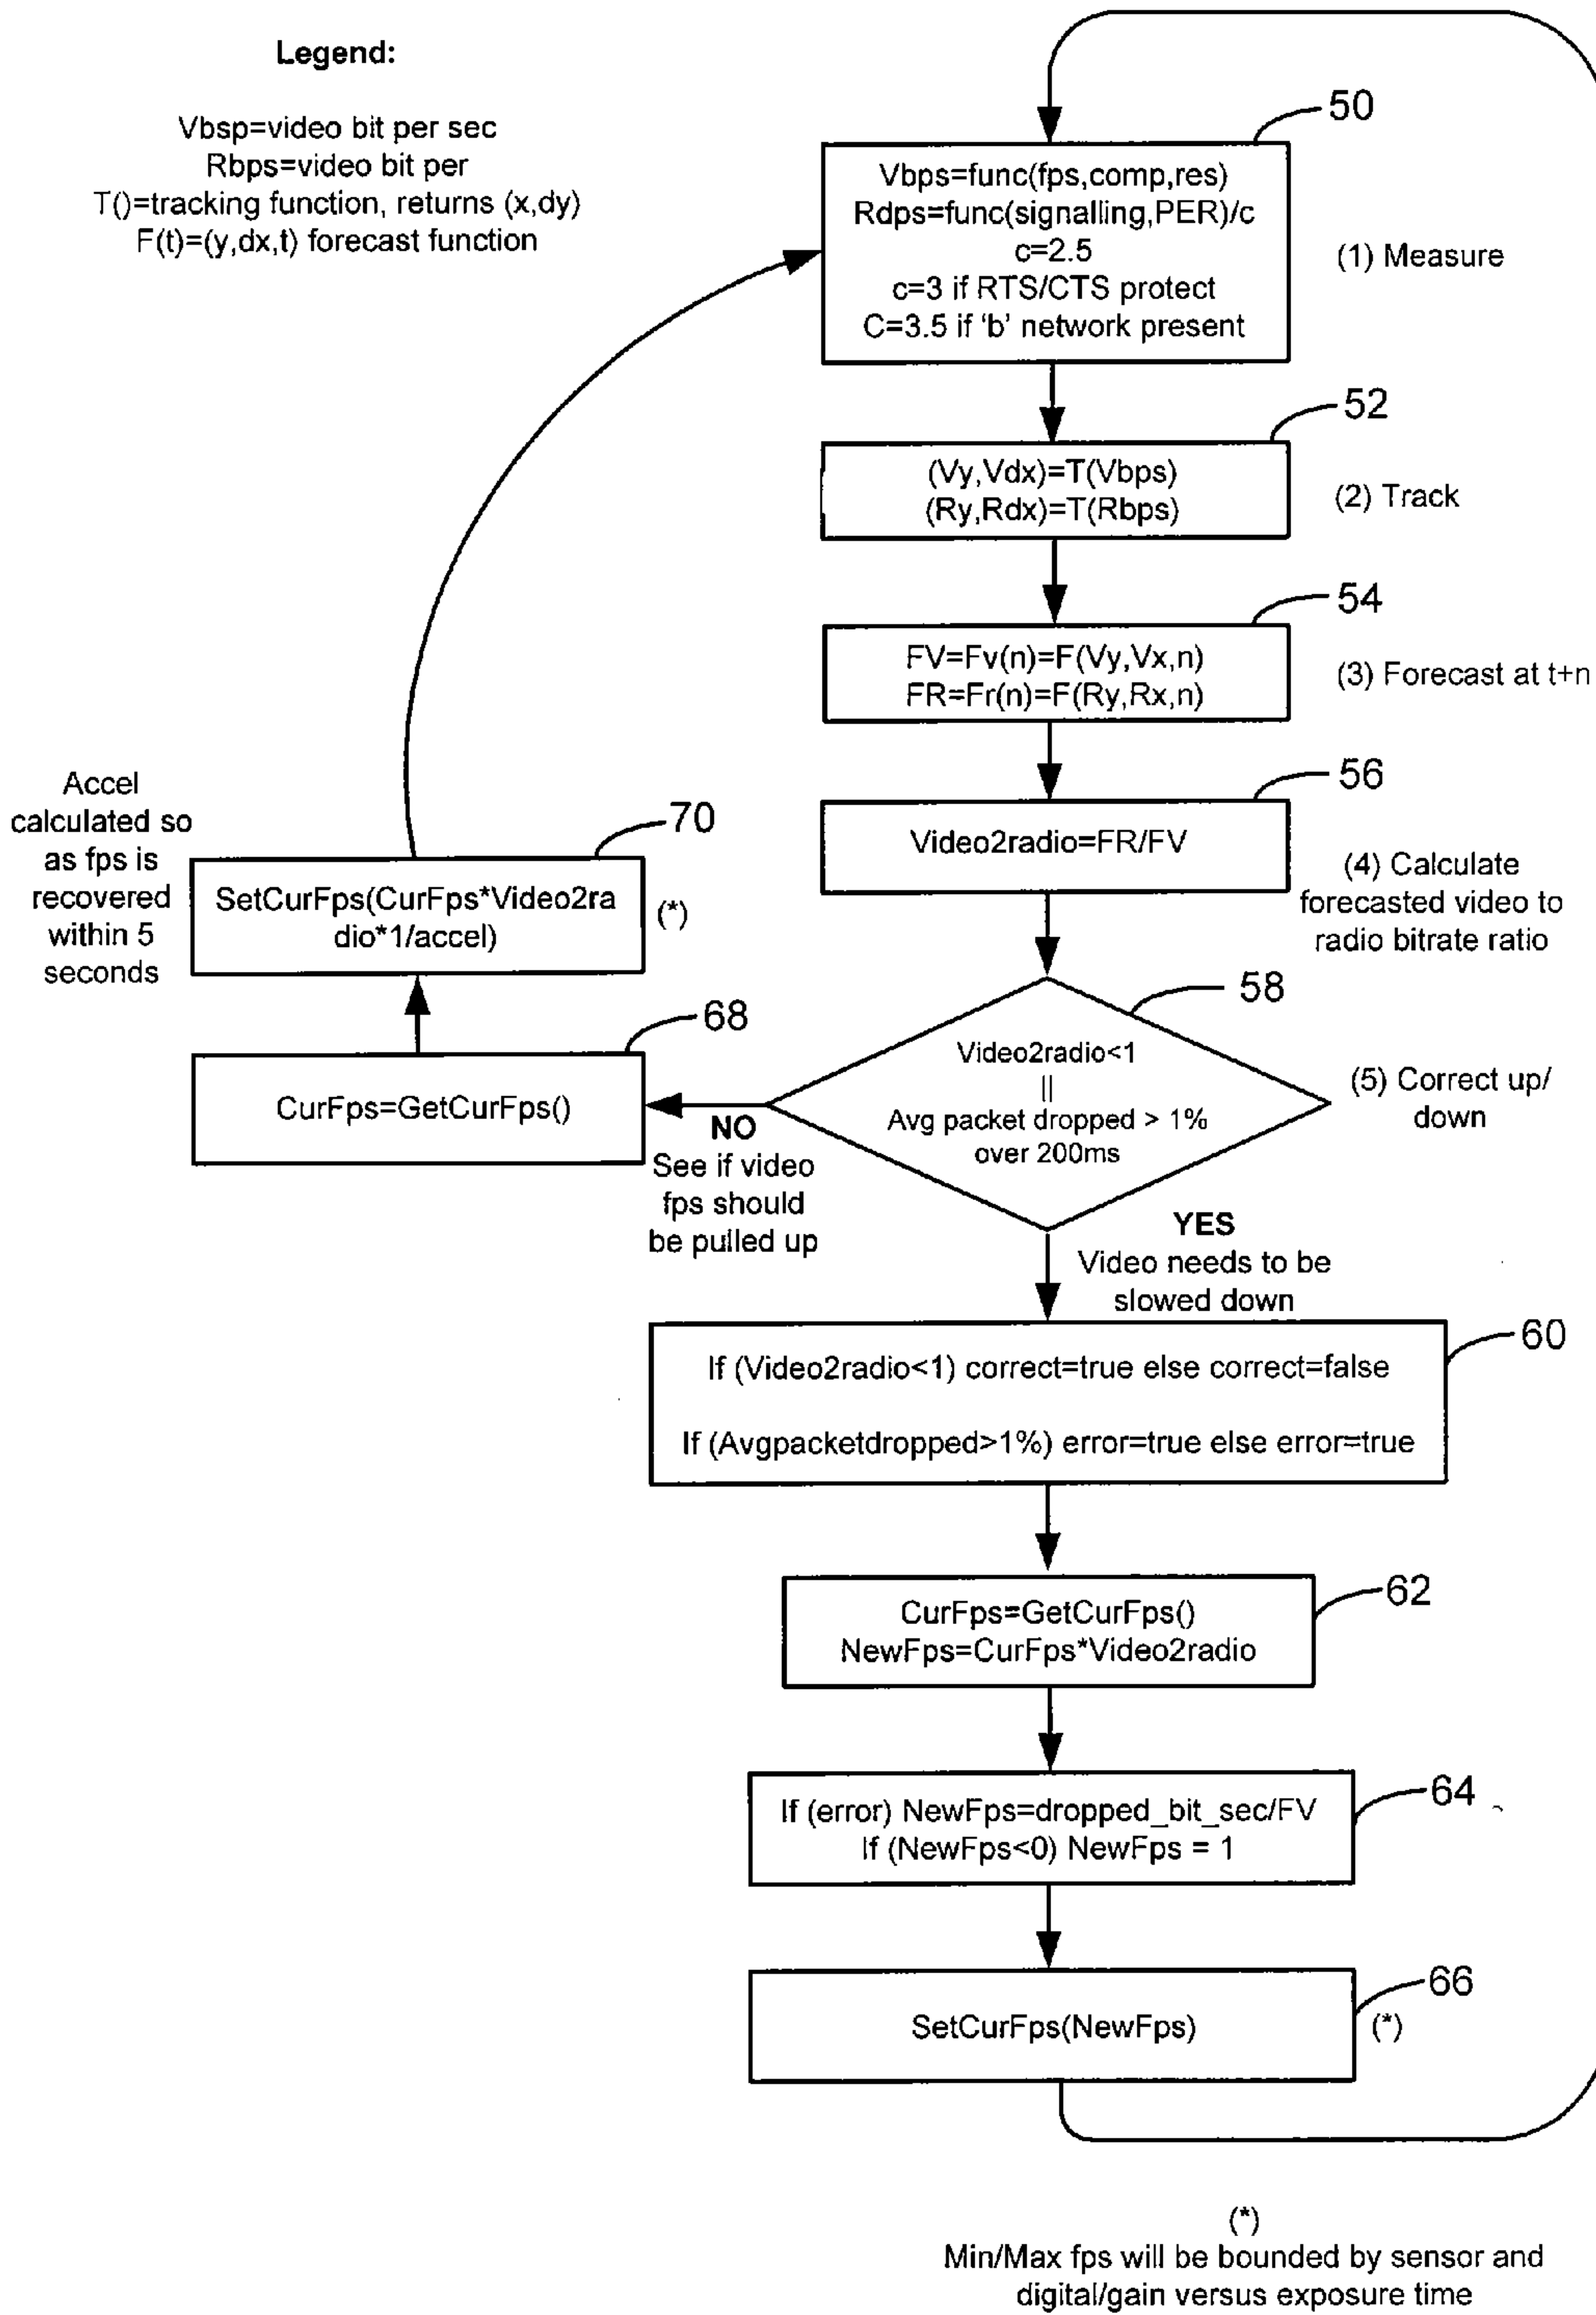 Legend:
Vbsp=video bit per sec
Rbps=video bit per
T()=tracking function, returns (x,dy)
F(t)=(y,dx,t) forecast function
50
Vbps=func(fps,comp,res)
Rdps=func(signalling,PER)/c
c=2.5
c=3 if RTS/CTS protect
C=3.5 if ‘b’ network present
(1) Measure
52
(Vy,Vdx)=T(Vbps)
(Ry,Rdx)=T(Rbps)
(2) Track
54
FV=Fv(n)=F(Vy,Vx,n)
FR=Fr(n)=F(Ry,Rx,n)
(3) Forecast at t+n
56
Video2radio=FR/FV
(4) Calculate
forecasted video to
radio bitrate ratio
Accel
calculated so
as fps is
recovered
within 5
seconds
70
SetCurFps(CurFps*Video2ra
dio*1/accel)
(*)
68
CurFps=GetCurFps()
58
Video2radio<1
||
Avg packet dropped > 1%
over 200ms
(5) Correct up/
down
NO
See if video
fps should
be pulled up
YES
Video needs to be
slowed down
60
If (Video2radio<1) correct=true else correct=false
If (Avgpacketdropped>1%) error=true else error=true
62
CurFps=GetCurFps()
NewFps=CurFps*Video2radio
64
If (error) NewFps=dropped_bit_sec/FV
If (NewFps<0) NewFps = 1
66
SetCurFps(NewFps)
(*)
(*)
Min/Max fps will be bounded by sensor and
digital/gain versus exposure time